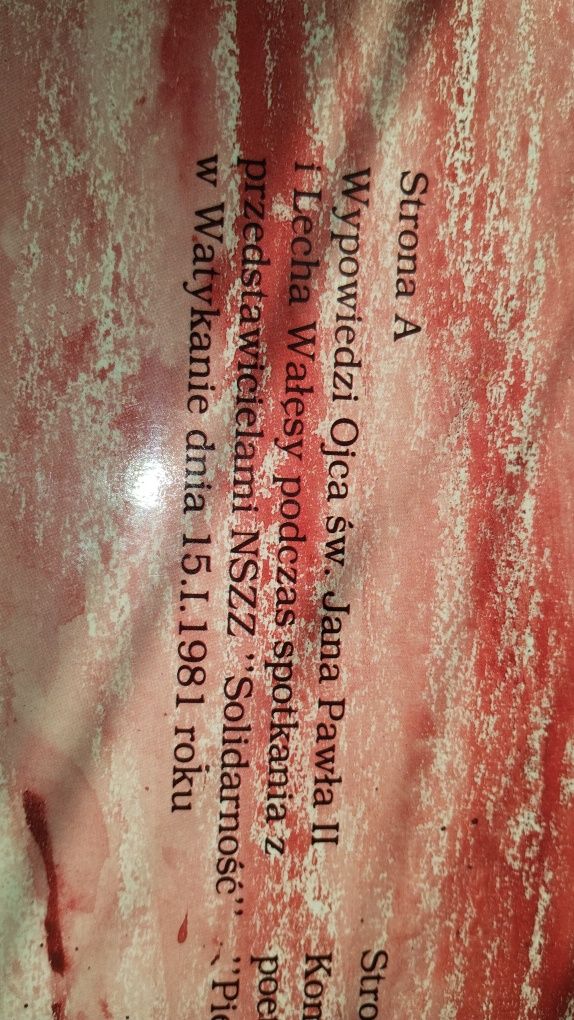 Strona A
Wypowiedzi Ojca św. Jana Pawła II
i Lecha Wałęsy podczas spotkania z
przedstawicielami NSZZ "Solidarność"
w Watykanie dnia 15.I.1981 roku